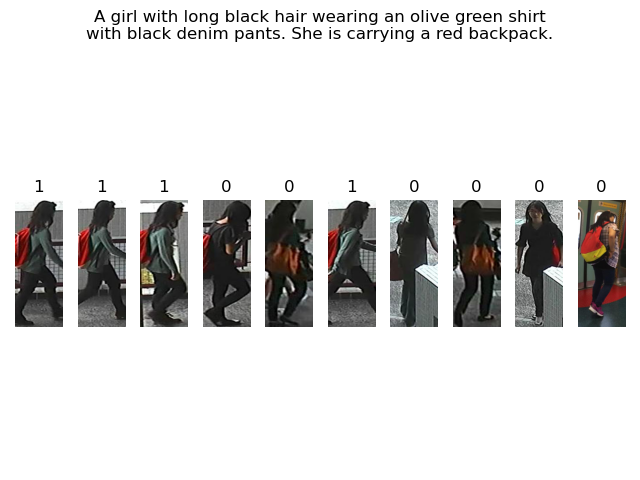 A girl with long black hair wearing an olive green shirt
with black denim pants. She is carrying a red backpack.
1 1 1 0 0 1 0 0 0 0